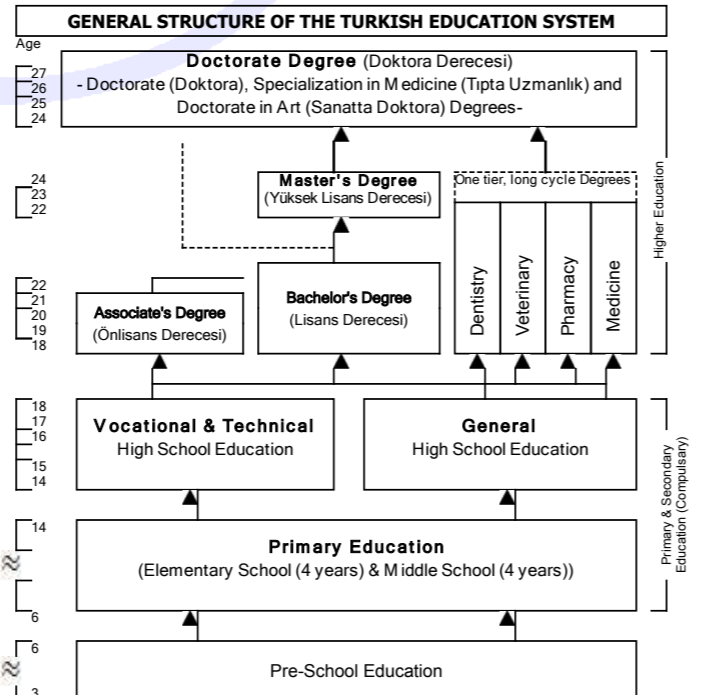 GENERAL STRUCTURE OF THE TURKISH EDUCATION SYSTEM
Age
27
26
25
24
Doctorate Degree (Doktora Derecesi)
- Doctorate (Doktora), Specialization in Medicine (Tıpta Uzmanlık) and
Doctorate in Art (Sanatta Doktora) Degrees-
24
23
22
Master's Degree
(Yüksek Lisans Derecesi)
One tier, long cycle Degrees
Higher Education
22
21
20
19
18
Associate's Degree
(Önlisans Derecesi)
Bachelor's Degree
(Lisans Derecesi)
Dentistry
Veterinary
Pharmacy
Medicine
18
17
16
15
14
Vocational & Technical
High School Education
General
High School Education
Primary & Secondary
Education (Compulsary)
14
≈
6
Primary Education
(Elementary School (4 years) & Middle School (4 years))
6
≈
3
Pre-School Education